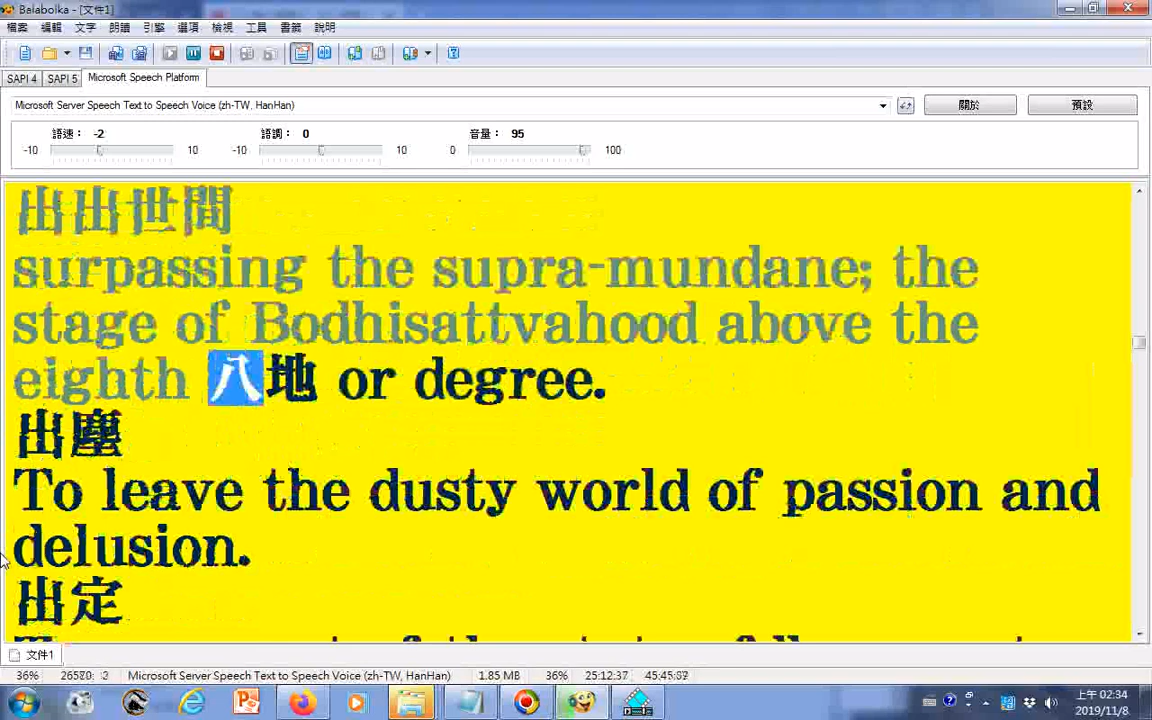 Balabolka - [文件1]
檔案 編輯 文字 朗讀 引擎 選項 檢視 工具 書籤 說明
SAPI 4 SAPI 5 Microsoft Speech Platform
Microsoft Server Speech Text to Speech Voice (zh-TW, HanHan) 關於 預設
語速： -2 語調： 0 音量： 95
-10 10 -10 10 0 100
出出世間
surpassing the supra-mundane; the
stage of Bodhisattvahood above the
eighth 八地 or degree.
出塵
To leave the dusty world of passion and
delusion.
出定
文件1
36% Microsoft Server Speech Text to Speech Voice (zh-TW, HanHan) 1.85 MB 36% 25:12:37
上午 02:34
2019/11/8